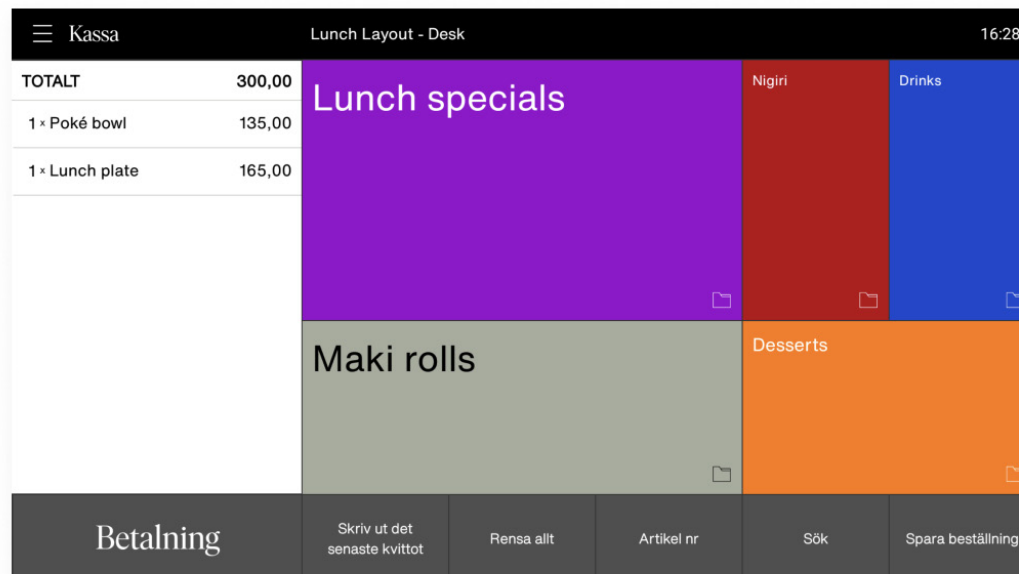 Kassa
Lunch Layout - Desk
16:28
TOTALT 300,00
1 x Poké bowl 135,00
1 x Lunch plate 165,00
Lunch specials
Nigiri
Drinks
Maki rolls
Desserts
Betalning
Skriv ut det
senaste kvittot
Rensa allt
Artikel nr
Sök
Spara beställning